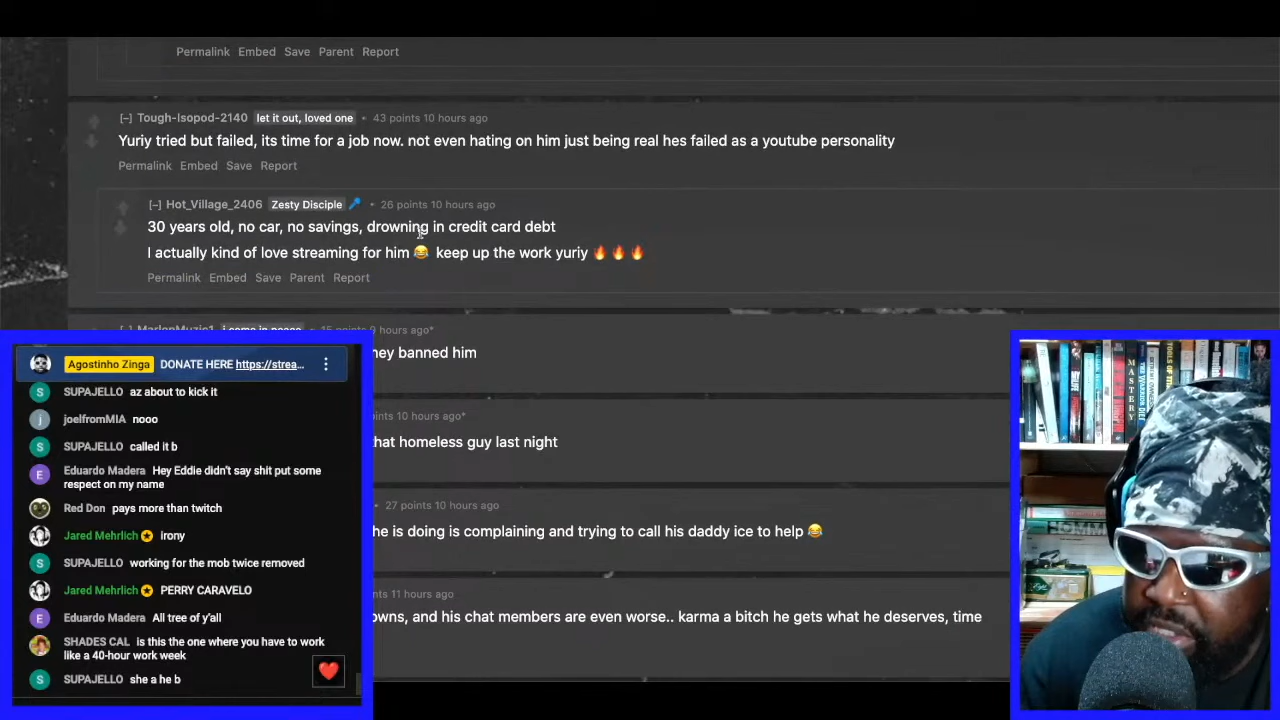 Permalink Embed Save Parent Report
[–] Tough-Isopod-2140 let it out, loved one • 43 points 10 hours ago
Yuriy tried but failed, its time for a job now. not even hating on him just being real hes failed as a youtube personality
Permalink Embed Save Report
[–] Hot_Village_2406 Zesty Disciple • 26 points 10 hours ago
30 years old, no car, no savings, drowning in credit card debt
I actually kind of love streaming for him 😂 keep up the work yuriy 🔥 🔥 🔥
Permalink Embed Save Parent Report
[–] MarlonMuzic1 i come in peace • 15 points 9 hours ago*
hey banned him
ints 10 hours ago*
hat homeless guy last night
• 27 points 10 hours ago
he is doing is complaining and trying to call his daddy ice to help 😂
11 hours ago
owns, and his chat members are even worse.. karma a bitch he gets what he deserves, time
Agostinho Zinga DONATE HERE https://strea...
SUPAJELLO az about to kick it
joelfromMIA nooo
SUPAJELLO called it b
Eduardo Madera Hey Eddie didn't say shit put some
respect on my name
Red Don pays more than twitch
Jared Mehrlich irony
SUPAJELLO working for the mob twice removed
Jared Mehrlich PERRY CARAVELO
Eduardo Madera All tree of y'all
SHADES CAL is this the one where you have to work
like a 40-hour work week
SUPAJELLO she a he b
MASTERY